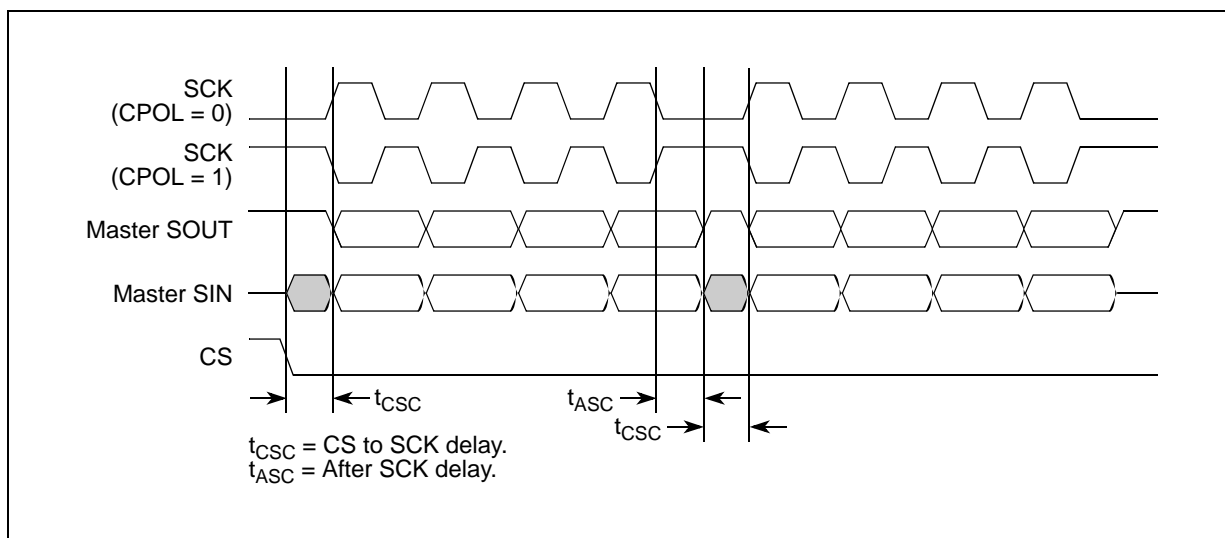 SCK
(CPOL = 0)
SCK
(CPOL = 1)
Master SOUT
Master SIN
CS
tCSC
tASC
tCSC
tCSC = CS to SCK delay.
tASC = After SCK delay.